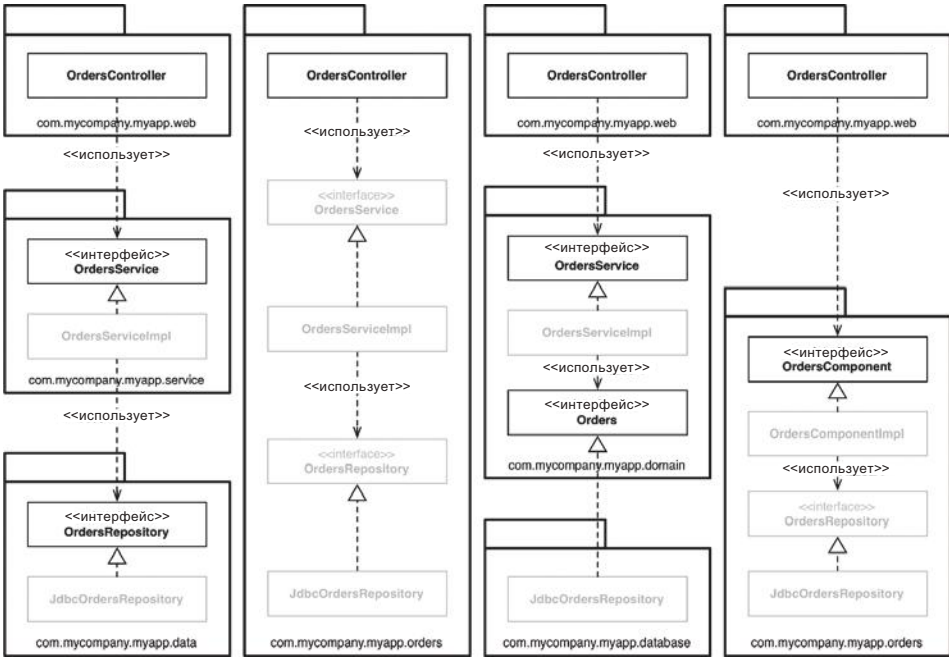 OrdersController
com.mycompany.myapp.web
<<использует>>
<<интерфейс>>
OrdersService
OrdersServiceImpl
com.mycompany.myapp.service
<<использует>>
<<интерфейс>>
OrdersRepository
JdbcOrdersRepository
com.mycompany.myapp.data
OrdersController
<<использует>>
<<interface>>
OrdersService
OrdersServiceImpl
<<использует>>
<<interface>>
OrdersRepository
JdbcOrdersRepository
com.mycompany.myapp.orders
OrdersController
com.mycompany.myapp.web
<<использует>>
<<интерфейс>>
OrdersService
OrdersServiceImpl
<<использует>>
<<интерфейс>>
Orders
com.mycompany.myapp.domain
JdbcOrdersRepository
com.mycompany.myapp.database
OrdersController
com.mycompany.myapp.web
<<использует>>
<<интерфейс>>
OrdersComponent
OrdersComponentImpl
<<использует>>
<<interface>>
OrdersRepository
JdbcOrdersRepository
com.mycompany.myapp.orders